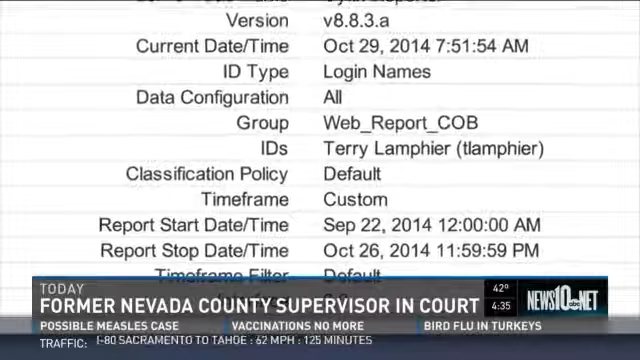 Version v8.8.3.a
Current Date/Time Oct 29, 2014 7:51:54 AM
ID Type Login Names
Data Configuration All
Group Web_Report_COB
IDs Terry Lamphier (tlamphier)
Classification Policy Default
Timeframe Custom
Report Start Date/Time Sep 22, 2014 12:00:00 AM
Report Stop Date/Time Oct 26, 2014 11:59:59 PM
Timeframe Filter Default
TODAY
FORMER NEVADA COUNTY SUPERVISOR IN COURT
42°
4:35
NEWS10 abc .NET
POSSIBLE MEASLES CASE VACCINATIONS NO MORE BIRD FLU IN TURKEYS
TRAFFIC: I-80 SACRAMENTO TO TAHOE : 62 MPH : 125 MINUTES